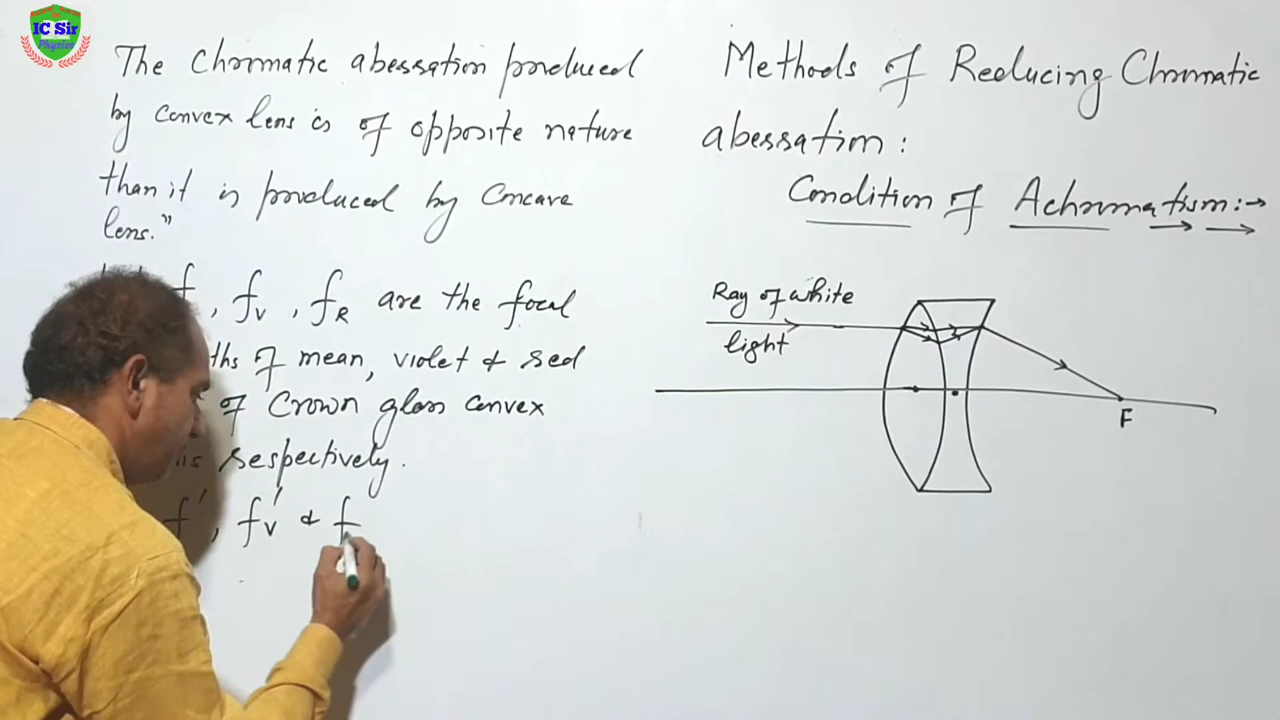 IC Sir
Physics
The Chromatic aberration produced
by convex lens is of opposite nature
than it is produced by Concave
lens."
f, fv, fR are the focal
ths of mean, violet & red
of Crown glass convex
respectively.
f', fv' & f
Methods of Reducing Chromatic
aberration:
Condition of Achromatism:→
Ray of white
light
F